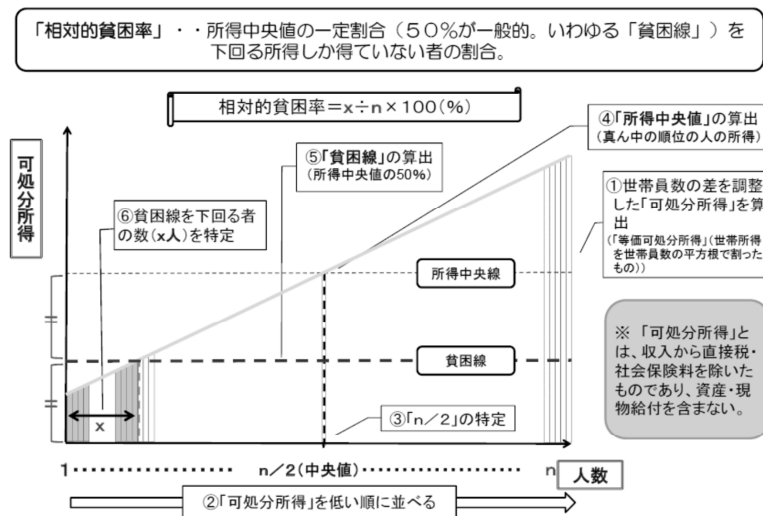 「相対的貧困率」・・所得中央値の一定割合（５０％が一般的。いわゆる「貧困線」）を
下回る所得しか得ていない者の割合。
相対的貧困率＝ｘ÷ｎ×100(％)
④「所得中央値」の算出
(真ん中の順位の人の所得)
⑤「貧困線」の算出
(所得中央値の50％)
可処分所得
①世帯員数の差を調整
した「可処分所得」を算
出
(「等価可処分所得」(世帯所得
を世帯員数の平方根で割った
もの))
⑥貧困線を下回る者
の数(ｘ人)を特定
所得中央線
貧困線
※ 「可処分所得」と
は、収入から直接税・
社会保険料を除いた
ものであり、資産・現
物給付を含まない。
ｘ
③「ｎ／２」の特定
1‥‥‥‥‥‥‥ｎ／２(中央値)‥‥‥‥‥‥‥ｎ
人数
②「可処分所得」を低い順に並べる